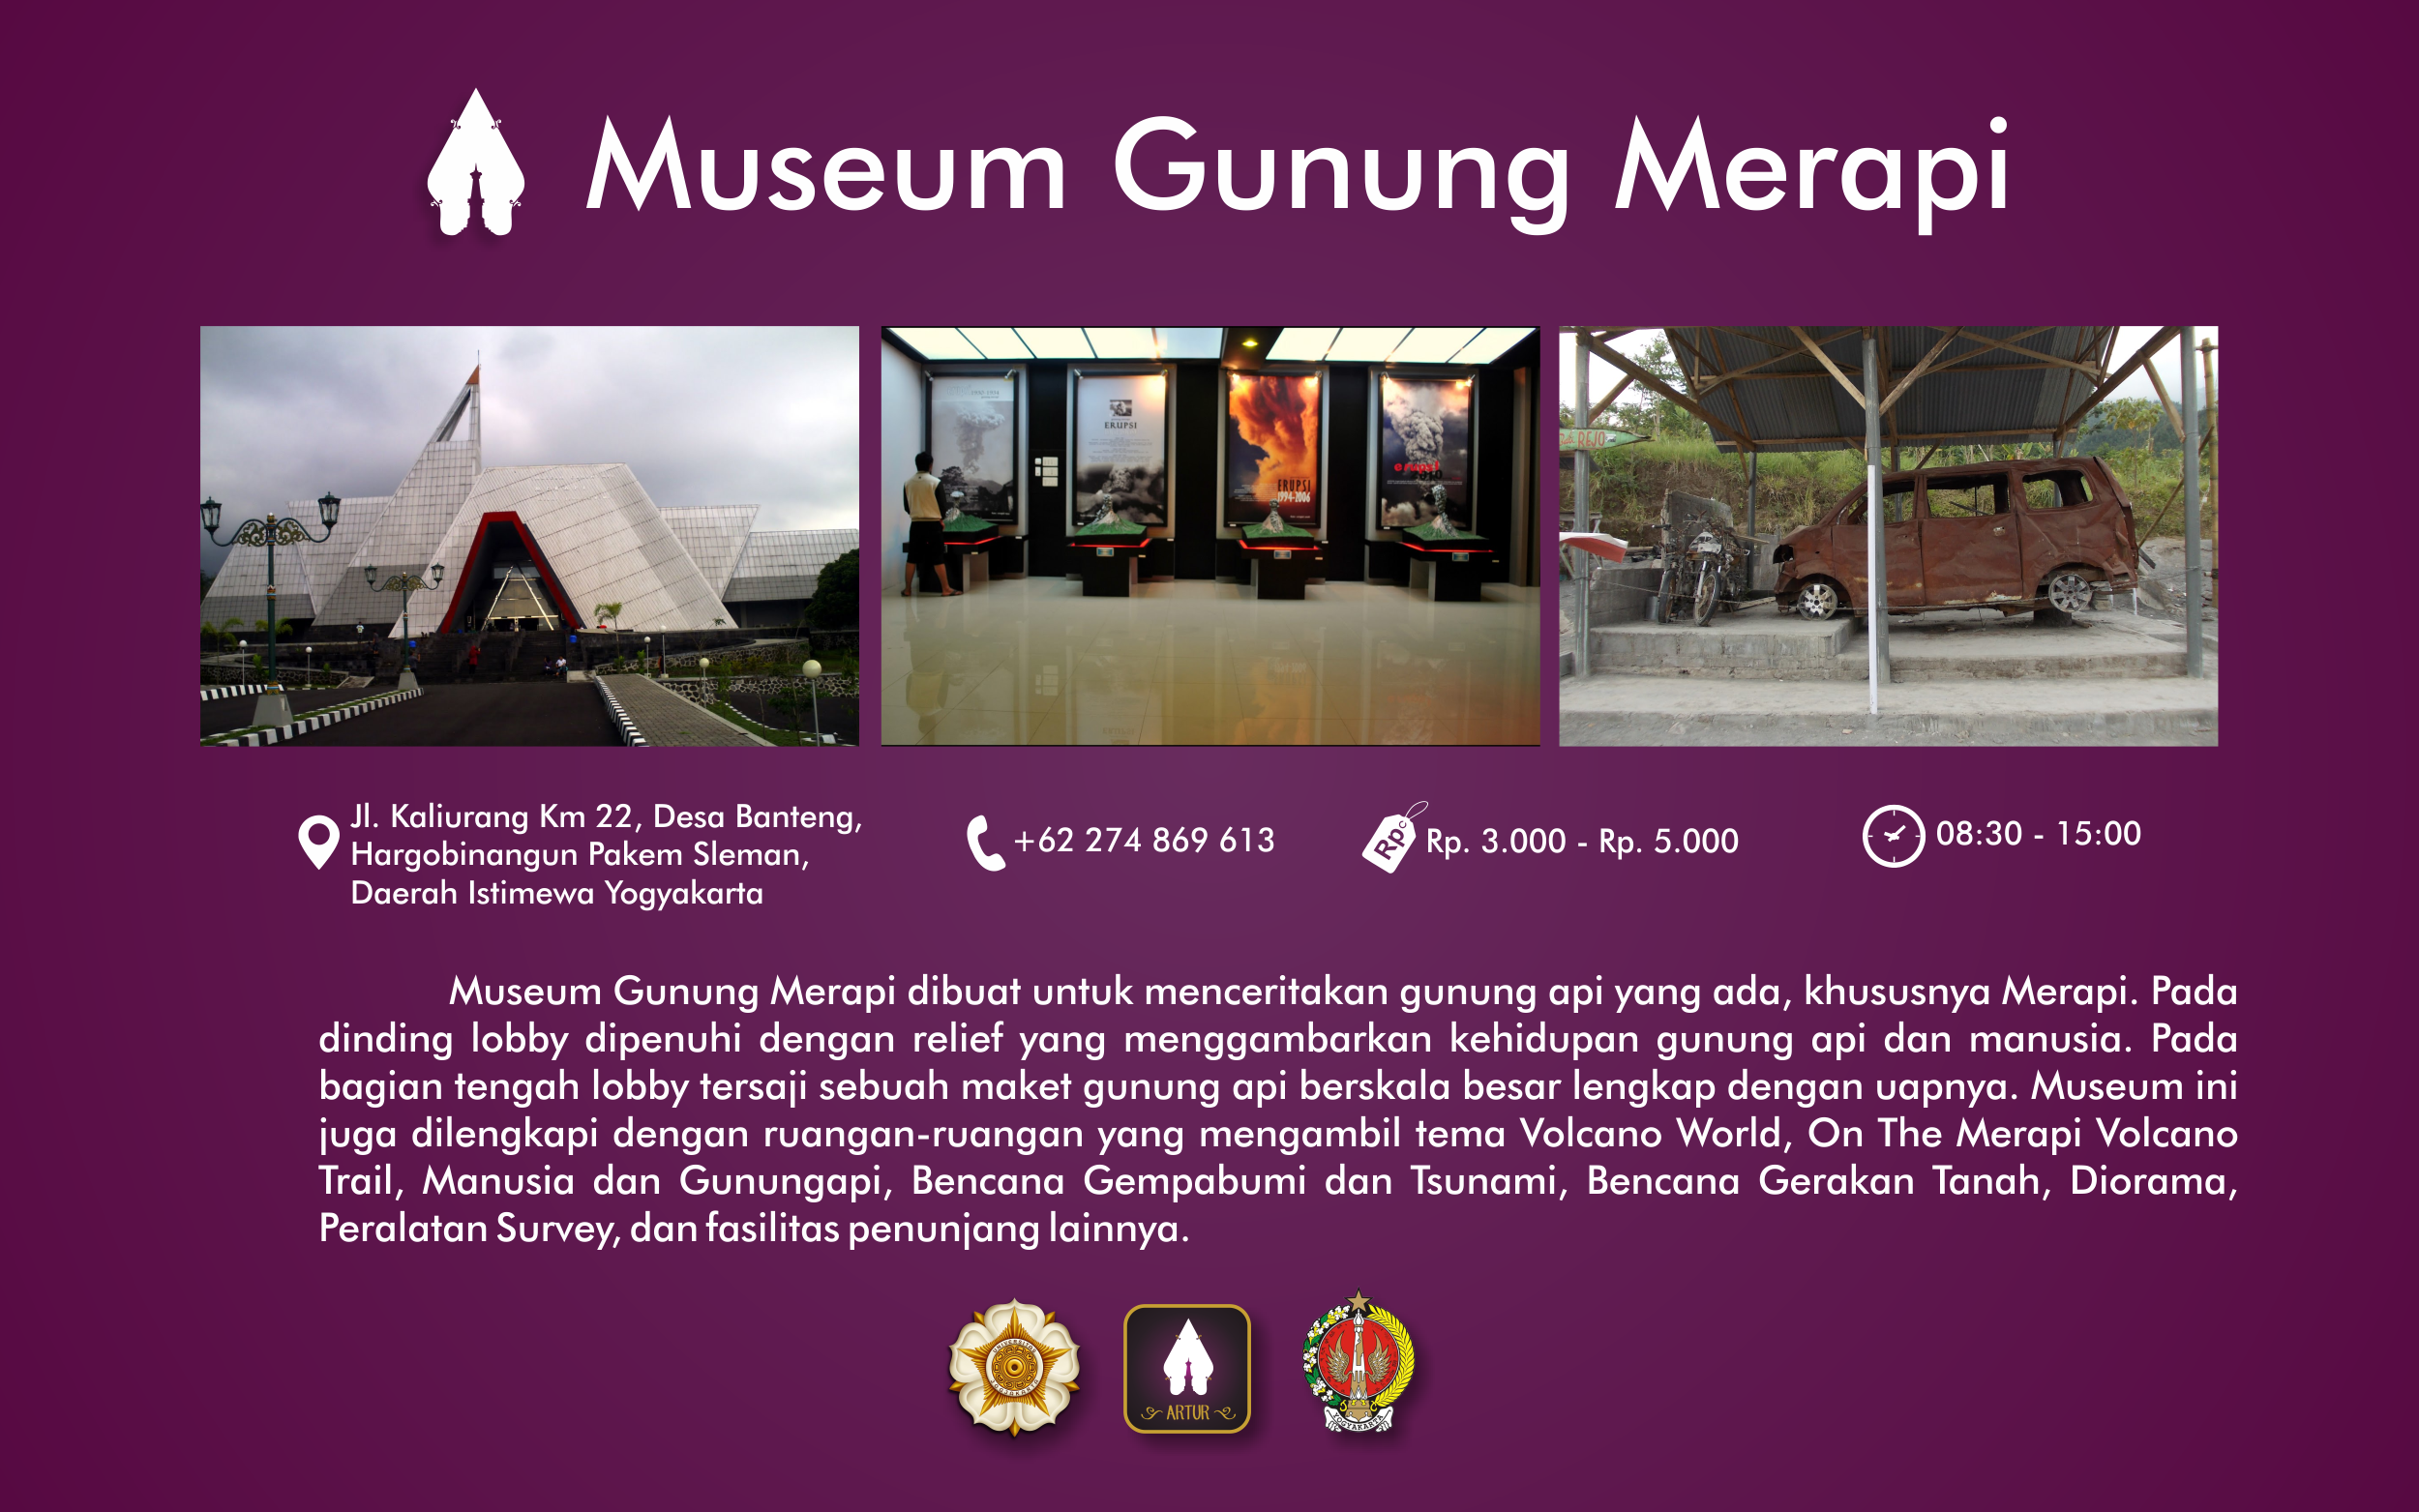 Museum Gunung Merapi
ERUPSI
ERUPSI
1994-2006
erupsi
BEJO
Jl. Kaliurang Km 22, Desa Banteng,
Hargobinangun Pakem Sleman,
Daerah Istimewa Yogyakarta
+62 274 869 613
Rp
Rp. 3.000 - Rp. 5.000
08:30 - 15:00
Museum Gunung Merapi dibuat untuk menceritakan gunung api yang ada, khususnya Merapi. Pada
dinding lobby dipenuhi dengan relief yang menggambarkan kehidupan gunung api dan manusia. Pada
bagian tengah lobby tersaji sebuah maket gunung api berskala besar lengkap dengan uapnya. Museum ini
juga dilengkapi dengan ruangan-ruangan yang mengambil tema Volcano World, On The Merapi Volcano
Trail, Manusia dan Gunungapi, Bencana Gempabumi dan Tsunami, Bencana Gerakan Tanah, Diorama,
Peralatan Survey, dan fasilitas penunjang lainnya.
ARTUR
YOGYAKARTA